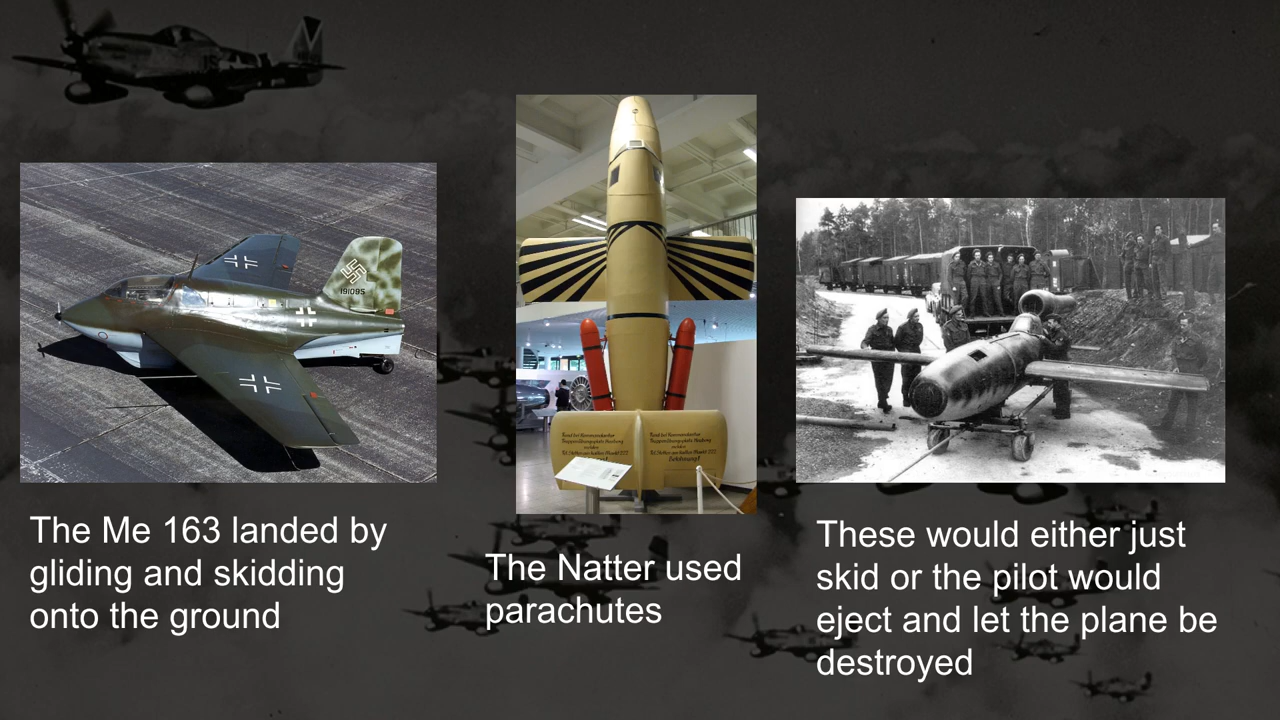 191095
The Me 163 landed by
gliding and skidding
onto the ground
The Natter used
parachutes
These would either just
skid or the pilot would
eject and let the plane be
destroyed